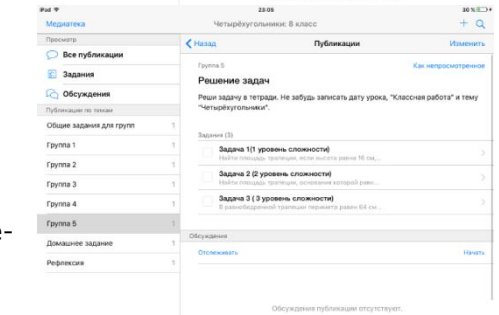 iPad
23:05
30 %
Медиатека
Четырёхугольники: 8 класс
Просмотр
Все публикации
Задания
Обсуждения
Публикации по темам
Общие задания для групп 1
Группа 1 1
Группа 2 1
Группа 3 1
Группа 4 1
Группа 5 1
Домашнее задание 1
Рефлексия 1
Назад
Публикации
Изменить
Группа 5
Как непросмотренное
Решение задач
Реши задачу в тетради. Не забудь записать дату урока, "Классная работа" и тему
"Четырёхугольники".
Задания (3)
Задача 1(1 уровень сложности)
Найти площадь трапеции, если высота равна 16 см,...
Задача 2 (2 уровень сложности)
Найти площадь трапеции, основания которой равн...
Задача 3 ( 3 уровень сложности)
В равнобедренной трапеции периметр равен 64 см...
Обсуждения
Отслеживать
Начать
Обсуждения публикации отсутствуют.
е-